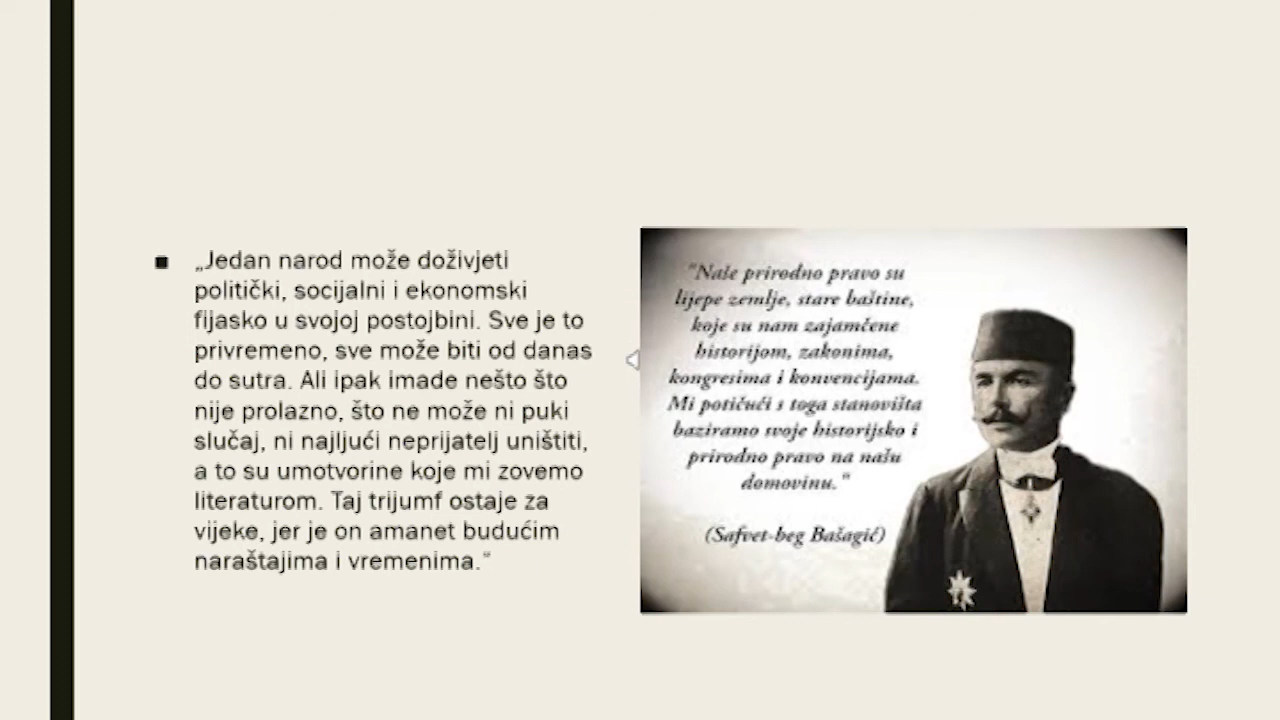 „Jedan narod može doživjeti
politički, socijalni i ekonomski
fijasko u svojoj postojbini. Sve je to
privremeno, sve može biti od danas
do sutra. Ali ipak imade nešto što
nije prolazno, što ne može ni puki
slučaj, ni najljući neprijatelj uništiti,
a to su umotvorine koje mi zovemo
literaturom. Taj trijumf ostaje za
vijeke, jer je on amanet budućim
naraštajima i vremenima.“
"Naše prirodno pravo su
lijepe zemlje, stare baštine,
koje su nam zajamčene
historijom, zakonima,
kongresima i konvencijama.
Mi potičući s toga stanovišta
baziramo svoje historijsko i
prirodno pravo na našu
domovinu."
(Safvet-beg Bašagić)